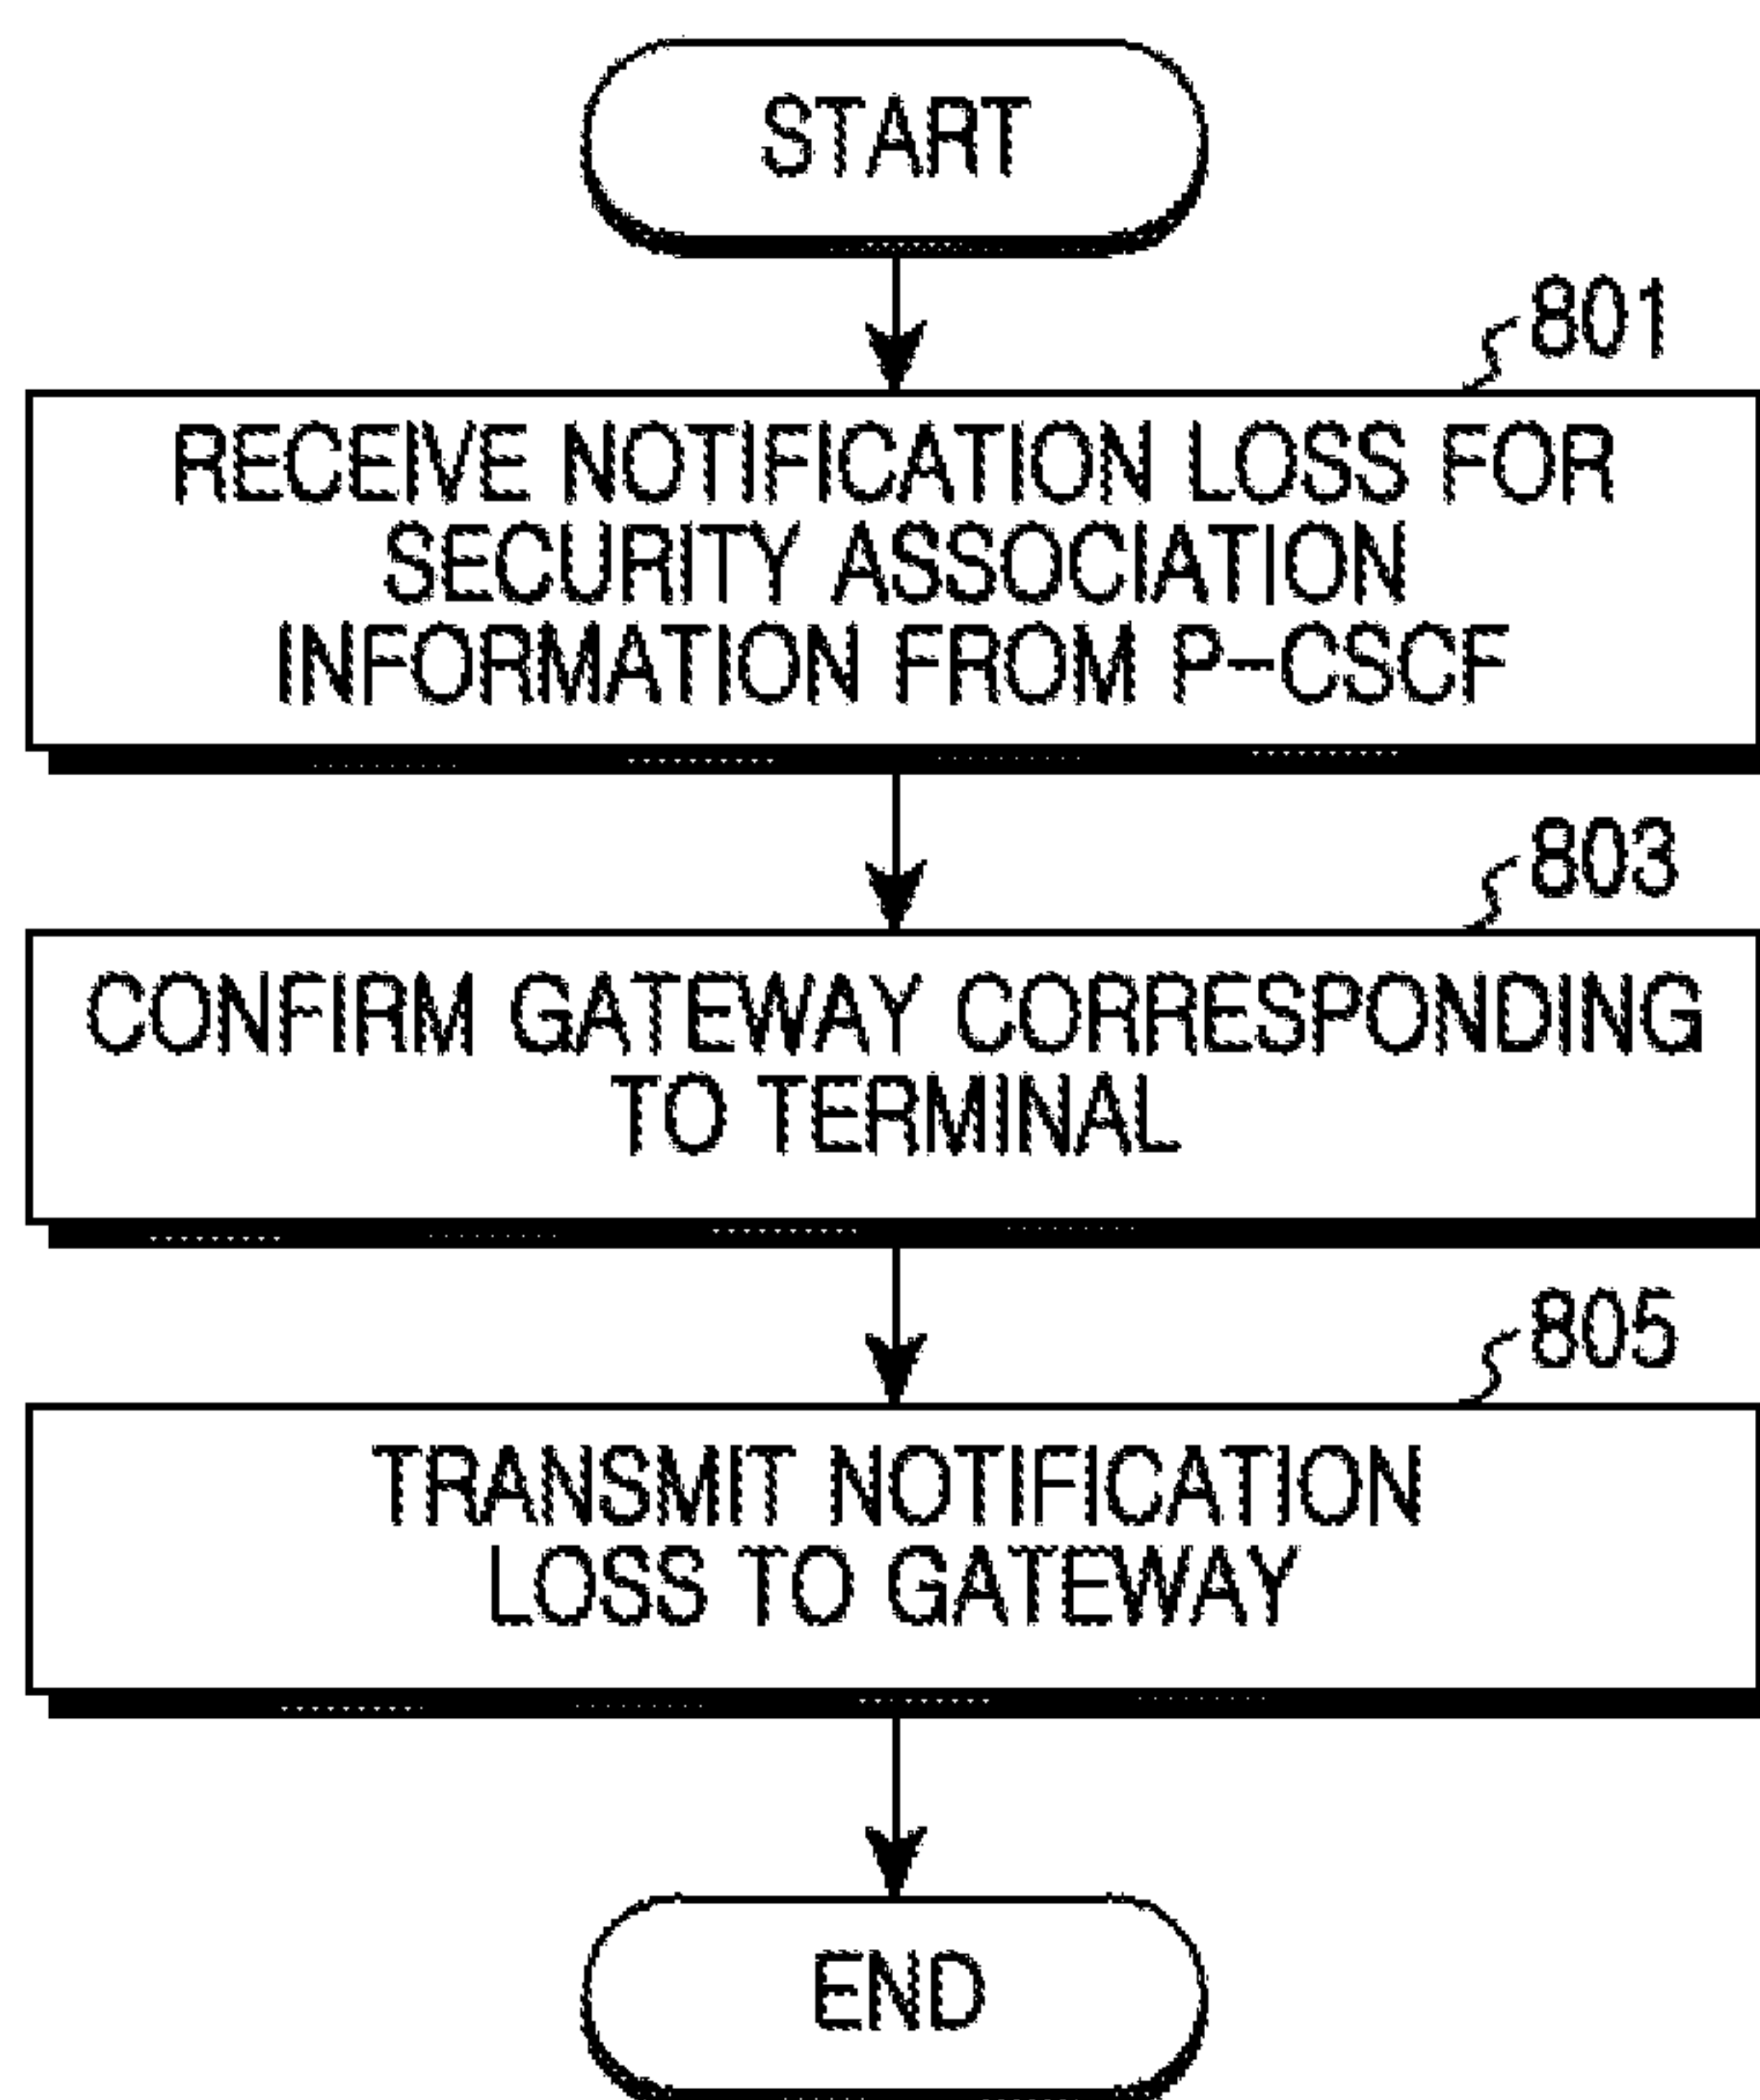 START
801
RECEIVE NOTIFICATION LOSS FOR
SECURITY ASSOCIATION
INFORMATION FROM P-CSCF
803
CONFIRM GATEWAY CORRESPONDING
TO TERMINAL
805
TRANSMIT NOTIFICATION
LOSS TO GATEWAY
END